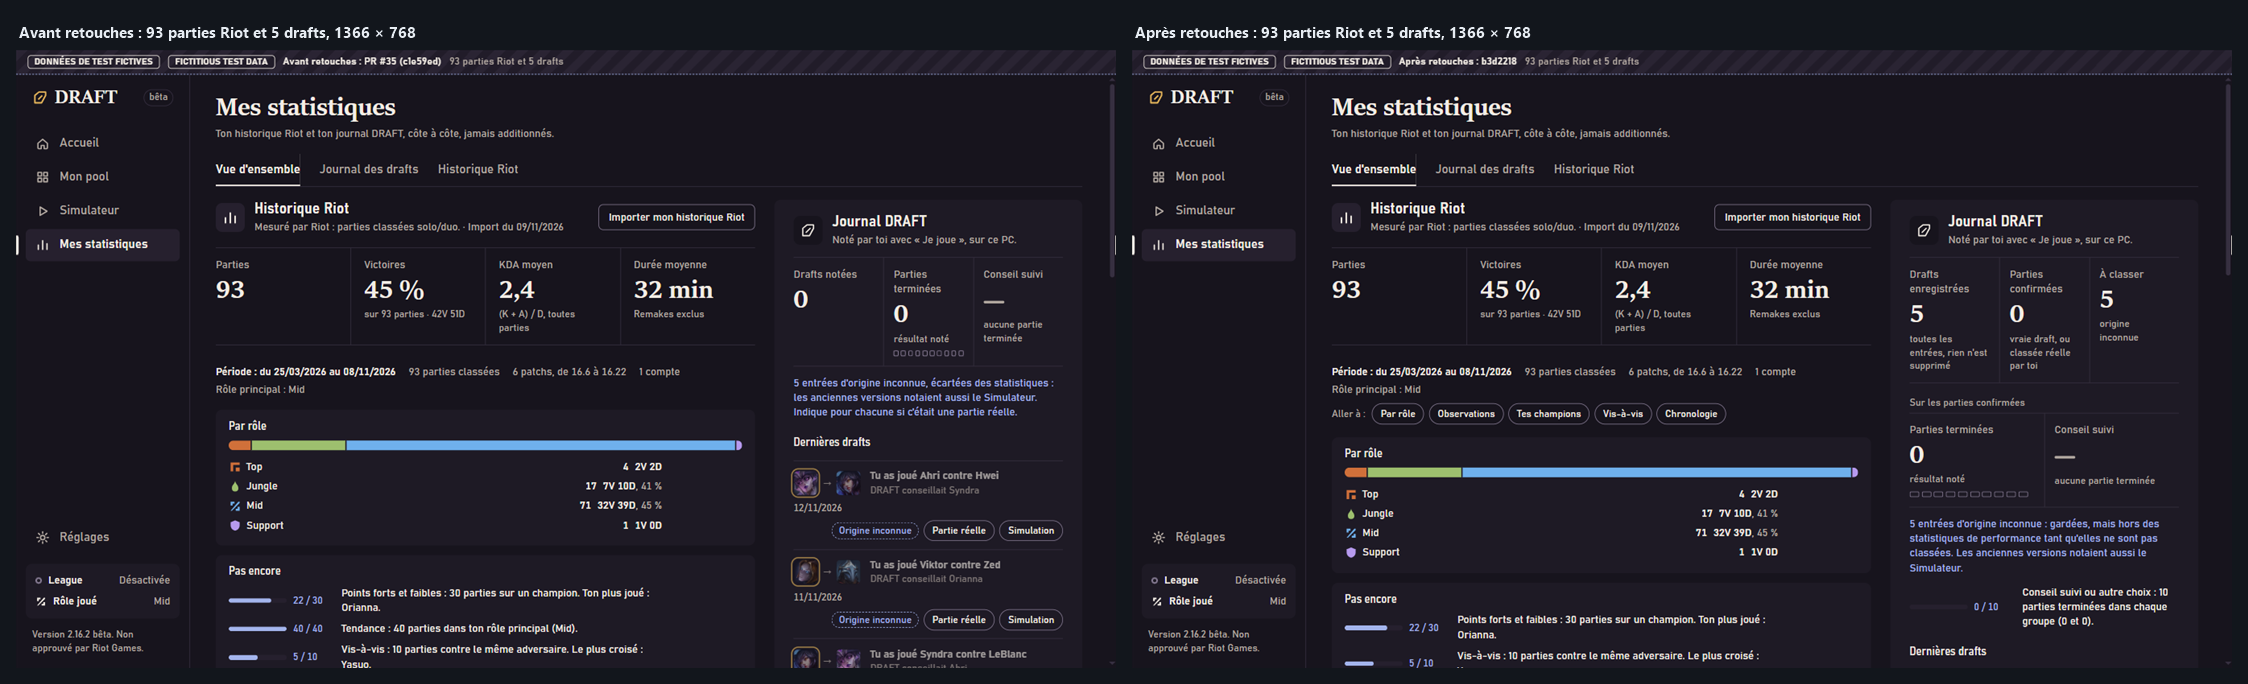 Avant retouches : 93 parties Riot et 5 drafts, 1366 × 768
DONNÉES DE TEST FICTIVES
FICTITIOUS TEST DATA
Avant retouches : PR #35 (c1e59ed)
93 parties Riot et 5 drafts
DRAFT
bêta
Accueil
Mon pool
Simulateur
Mes statistiques
Réglages
League
Désactivée
Rôle joué
Mid
Version 2.16.2 bêta. Non
approuvé par Riot Games.
Mes statistiques
Ton historique Riot et ton journal DRAFT, côte à côte, jamais additionnés.
Vue d'ensemble
Journal des drafts
Historique Riot
Historique Riot
Mesuré par Riot : parties classées solo/duo. · Import du 09/11/2026
Importer mon historique Riot
Parties
93
Victoires
45 %
sur 93 parties · 42V 51D
KDA moyen
2,4
(K + A) / D, toutes
parties
Durée moyenne
32 min
Remakes exclus
Période : du 25/03/2026 au 08/11/2026
93 parties classées
6 patchs, de 16.6 à 16.22
1 compte
Rôle principal : Mid
Par rôle
Top
4 2V 2D
Jungle
17 7V 10D, 41 %
Mid
71 32V 39D, 45 %
Support
1 1V 0D
Pas encore
22 / 30
Points forts et faibles : 30 parties sur un champion. Ton plus joué :
Orianna.
40 / 40
Tendance : 40 parties dans ton rôle principal (Mid).
5 / 10
Vis-à-vis : 10 parties contre le même adversaire. Le plus croisé :
Yasuo.
Journal DRAFT
Noté par toi avec « Je joue », sur ce PC.
Drafts notées
0
Parties
terminées
0
résultat noté
Conseil suivi
—
aucune partie
terminée
5 entrées d'origine inconnue, écartées des statistiques :
les anciennes versions notaient aussi le Simulateur.
Indique pour chacune si c'était une partie réelle.
Dernières drafts
Tu as joué Ahri contre Hwei
DRAFT conseillait Syndra
12/11/2026
Origine inconnue
Partie réelle
Simulation
Tu as joué Viktor contre Zed
DRAFT conseillait Orianna
11/11/2026
Origine inconnue
Partie réelle
Simulation
Tu as joué Syndra contre LeBlanc
DRAFT conseillait Ahri
Après retouches : 93 parties Riot et 5 drafts, 1366 × 768
DONNÉES DE TEST FICTIVES
FICTITIOUS TEST DATA
Après retouches : b3d2218
93 parties Riot et 5 drafts
DRAFT
bêta
Accueil
Mon pool
Simulateur
Mes statistiques
Réglages
League
Désactivée
Rôle joué
Mid
Version 2.16.2 bêta. Non
approuvé par Riot Games.
Mes statistiques
Ton historique Riot et ton journal DRAFT, côte à côte, jamais additionnés.
Vue d'ensemble
Journal des drafts
Historique Riot
Historique Riot
Mesuré par Riot : parties classées solo/duo. · Import du 09/11/2026
Importer mon historique Riot
Parties
93
Victoires
45 %
sur 93 parties · 42V 51D
KDA moyen
2,4
(K + A) / D, toutes
parties
Durée moyenne
32 min
Remakes exclus
Période : du 25/03/2026 au 08/11/2026
93 parties classées
6 patchs, de 16.6 à 16.22
1 compte
Rôle principal : Mid
Aller à :
Par rôle
Observations
Tes champions
Vis-à-vis
Chronologie
Par rôle
Top
4 2V 2D
Jungle
17 7V 10D, 41 %
Mid
71 32V 39D, 45 %
Support
1 1V 0D
Pas encore
22 / 30
Points forts et faibles : 30 parties sur un champion. Ton plus joué :
Orianna.
5 / 10
Vis-à-vis : 10 parties contre le même adversaire. Le plus croisé :
Journal DRAFT
Noté par toi avec « Je joue », sur ce PC.
Drafts
enregistrées
5
toutes les
entrées, rien n'est
supprimé
Parties
confirmées
0
vraie draft, ou
classée réelle
par toi
À classer
5
origine
inconnue
Sur les parties confirmées
Parties terminées
0
résultat noté
Conseil suivi
—
aucune partie terminée
5 entrées d'origine inconnue : gardées, mais hors des
statistiques de performance tant qu'elles ne sont pas
classées. Les anciennes versions notaient aussi le
Simulateur.
0 / 10
Conseil suivi ou autre choix : 10
parties terminées dans chaque
groupe (0 et 0).
Dernières drafts